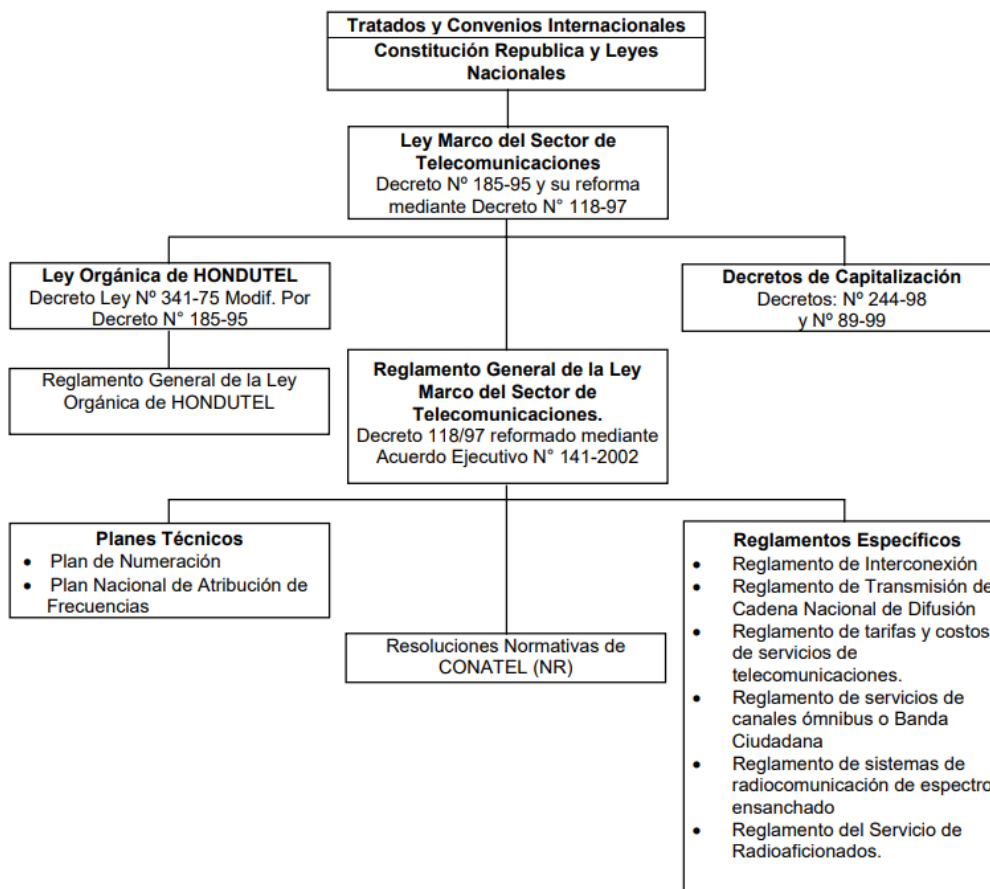 Tratados y Convenios Internacionales
Constitución Republica y Leyes
Nacionales
Ley Marco del Sector de
Telecomunicaciones
Decreto Nº 185-95 y su reforma
mediante Decreto N° 118-97
Ley Orgánica de HONDUTEL
Decreto Ley Nº 341-75 Modif. Por
Decreto N° 185-95
Decretos de Capitalización
Decretos: Nº 244-98
y Nº 89-99
Reglamento General de la Ley
Orgánica de HONDUTEL
Reglamento General de la Ley
Marco del Sector de
Telecomunicaciones.
Decreto 118/97 reformado mediante
Acuerdo Ejecutivo N° 141-2002
Planes Técnicos
• Plan de Numeración
• Plan Nacional de Atribución de
Frecuencias
Resoluciones Normativas de
CONATEL (NR)
Reglamentos Específicos
• Reglamento de Interconexión
• Reglamento de Transmisión de
Cadena Nacional de Difusión
• Reglamento de tarifas y costos
de servicios de
telecomunicaciones.
• Reglamento de servicios de
canales ómnibus o Banda
Ciudadana
• Reglamento de sistemas de
radiocomunicación de espectro
ensanchado
• Reglamento del Servicio de
Radioaficionados.